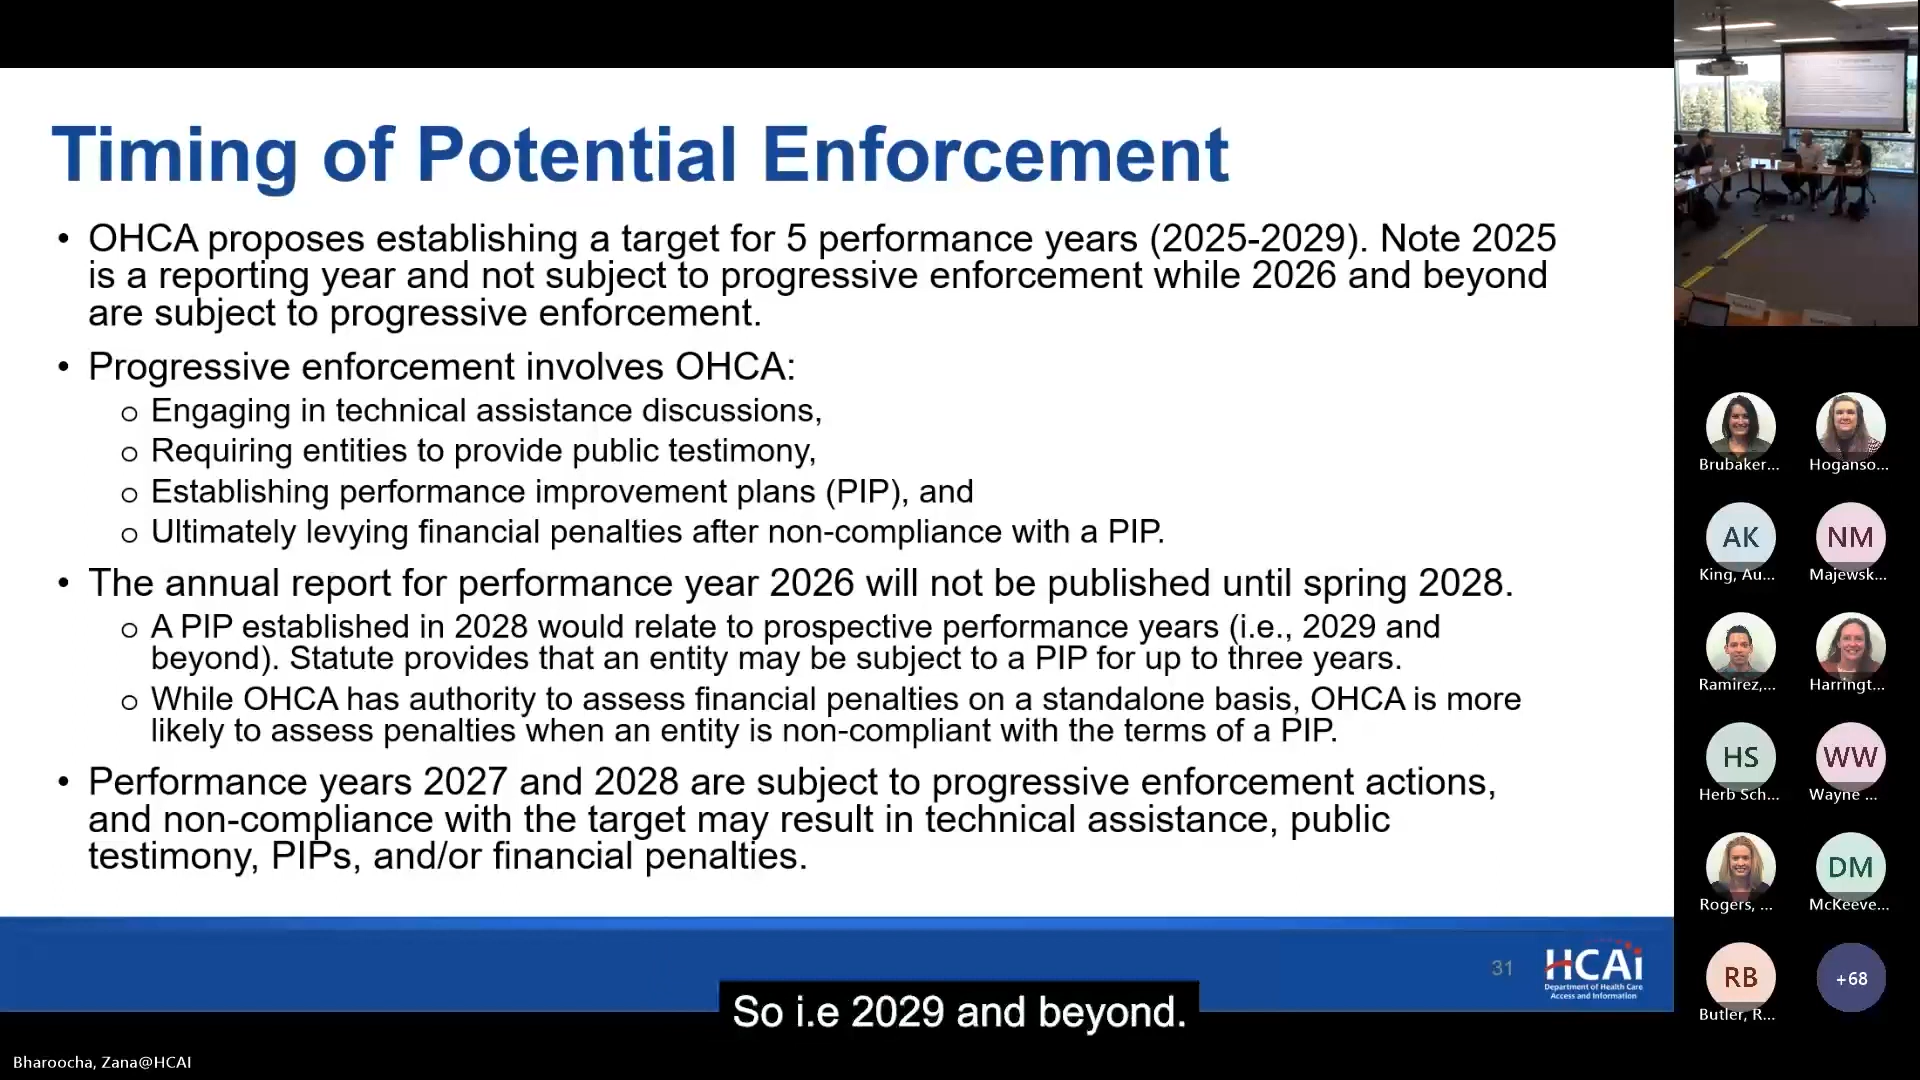 Timing of Potential Enforcement
• OHCA proposes establishing a target for 5 performance years (2025-2029). Note 2025
is a reporting year and not subject to progressive enforcement while 2026 and beyond
are subject to progressive enforcement.
• Progressive enforcement involves OHCA:
o Engaging in technical assistance discussions,
o Requiring entities to provide public testimony,
o Establishing performance improvement plans (PIP), and
o Ultimately levying financial penalties after non-compliance with a PIP.
• The annual report for performance year 2026 will not be published until spring 2028.
o A PIP established in 2028 would relate to prospective performance years (i.e., 2029 and
beyond). Statute provides that an entity may be subject to a PIP for up to three years.
o While OHCA has authority to assess financial penalties on a standalone basis, OHCA is more
likely to assess penalties when an entity is non-compliant with the terms of a PIP.
• Performance years 2027 and 2028 are subject to progressive enforcement actions,
and non-compliance with the target may result in technical assistance, public
testimony, PIPs, and/or financial penalties.
31
HCAi
Department of Health Care
Access and Information
So i.e 2029 and beyond.
Bharoocha, Zana@HCAI
Brubaker...
Hoganso...
AK
NM
King, Au...
Majewsk...
Ramirez,...
Harringt...
HS
WW
Herb Sch...
Wayne ...
DM
Rogers, ...
McKeeve...
RB
+68
Butler, R...